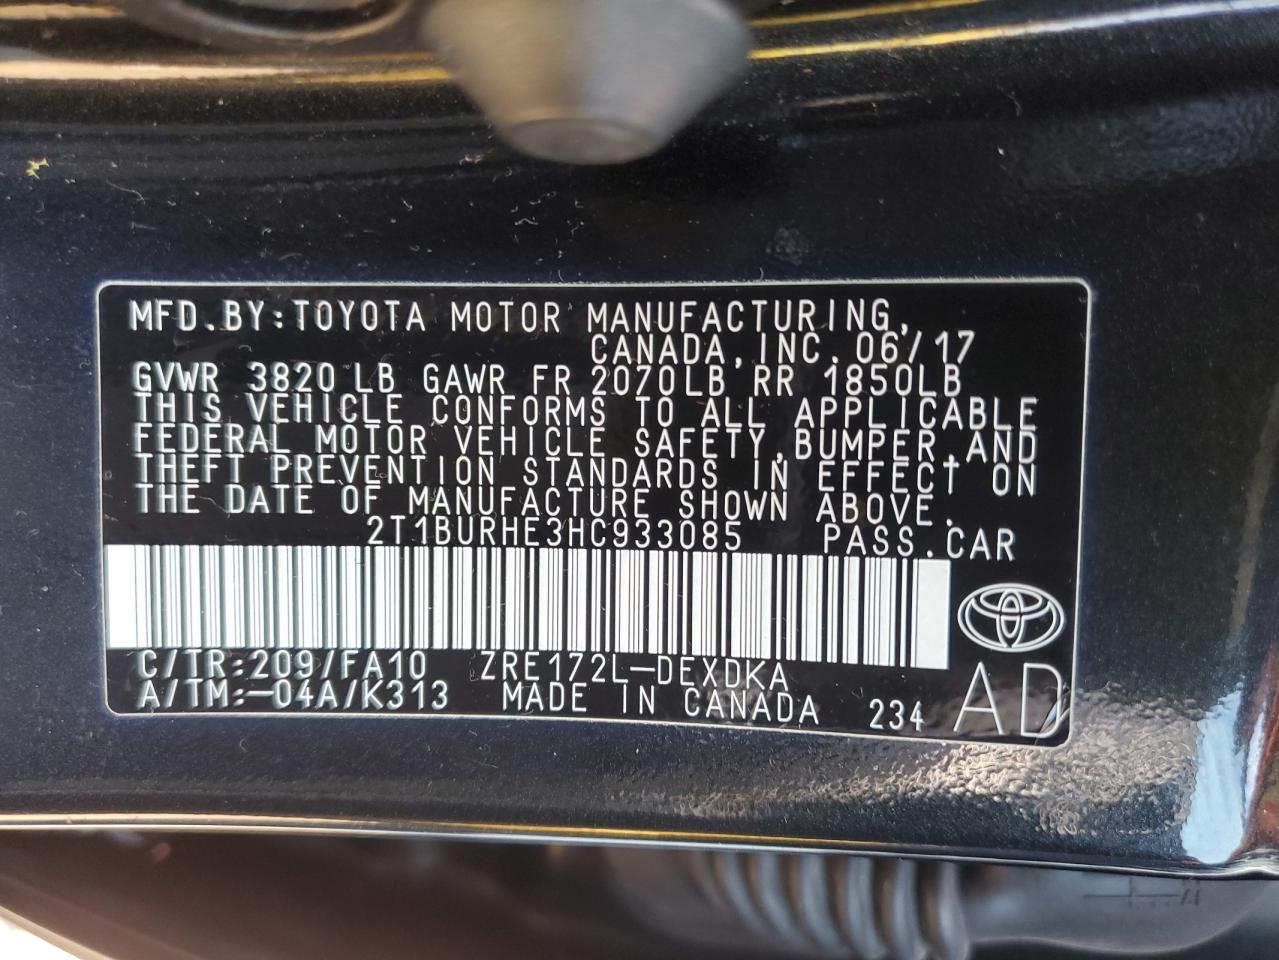 MFD.BY:TOYOTA MOTOR MANUFACTURING,
CANADA,INC. 06/17
GVWR 3820 LB GAWR FR 2070LB RR 1850LB
THIS VEHICLE CONFORMS TO ALL APPLICABLE
FEDERAL MOTOR VEHICLE SAFETY,BUMPER,AND
THEFT PREVENTION STANDARDS IN EFFECT ON
THE DATE OF MANUFACTURE SHOWN ABOVE.
2T1BURHE3HC933085 PASS.CAR
C/TR:209/FA10 ZRE172L-DEXDKA
A/TM:-04A/K313 MADE IN CANADA 234 AD